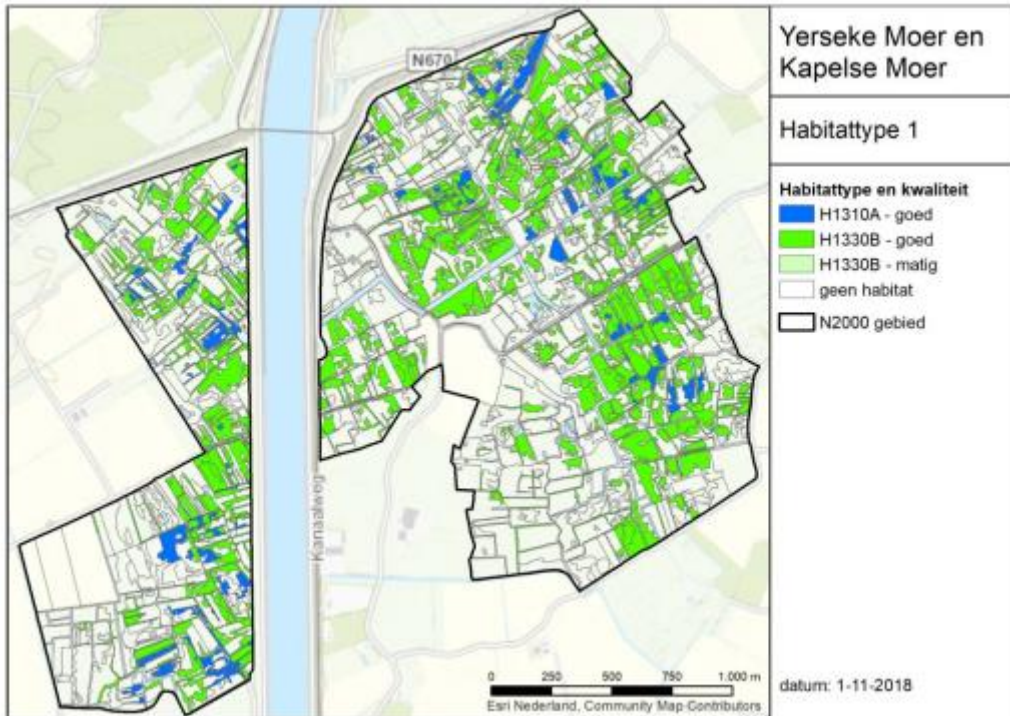 N670
Kanaalweg
0 250 500 750 1.000 m
Esri Nederland, Community Map Contributors
Yerseke Moer en
Kapelse Moer
Habitattype 1
Habitattype en kwaliteit
H1310A - goed
H1330B - goed
H1330B - matig
geen habitat
N2000 gebied
datum: 1-11-2018